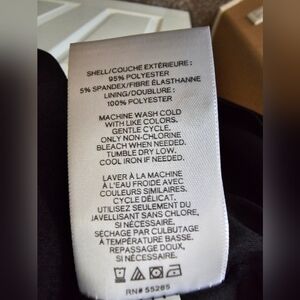 SHELL/COUCHE EXTÉRIEURE :
95% POLYESTER
5% SPANDEX/FIBRE ÉLASTHANNE
LINING/DOUBLURE :
100% POLYESTER
MACHINE WASH COLD
WITH LIKE COLORS.
GENTLE CYCLE.
ONLY NON-CHLORINE
BLEACH WHEN NEEDED.
TUMBLE DRY LOW.
COOL IRON IF NEEDED.
LAVER À LA MACHINE
À L'EAU FROIDE AVEC
COULEURS SIMILAIRES.
CYCLE DÉLICAT.
UTILISEZ SEULEMENT DU
JAVELLISANT SANS CHLORE,
SI NÉCESSAIRE.
SÉCHAGE PAR CULBUTAGE
À TEMPÉRATURE BASSE.
REPASSAGE DOUX,
SI NÉCESSAIRE.
RN# 55285